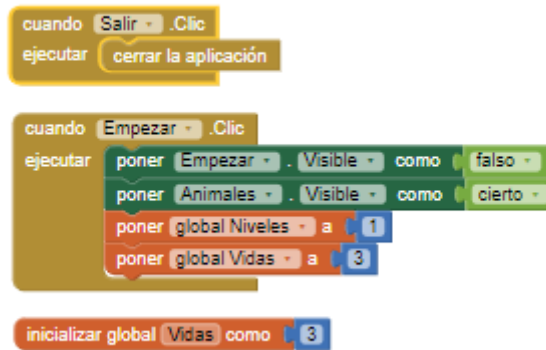 cuando Salir .Clic
ejecutar cerrar la aplicación
cuando Empezar .Clic
ejecutar poner Empezar . Visible como falso
poner Animales . Visible como cierto
poner global Niveles a 1
poner global Vidas a 3
inicializar global Vidas como 3